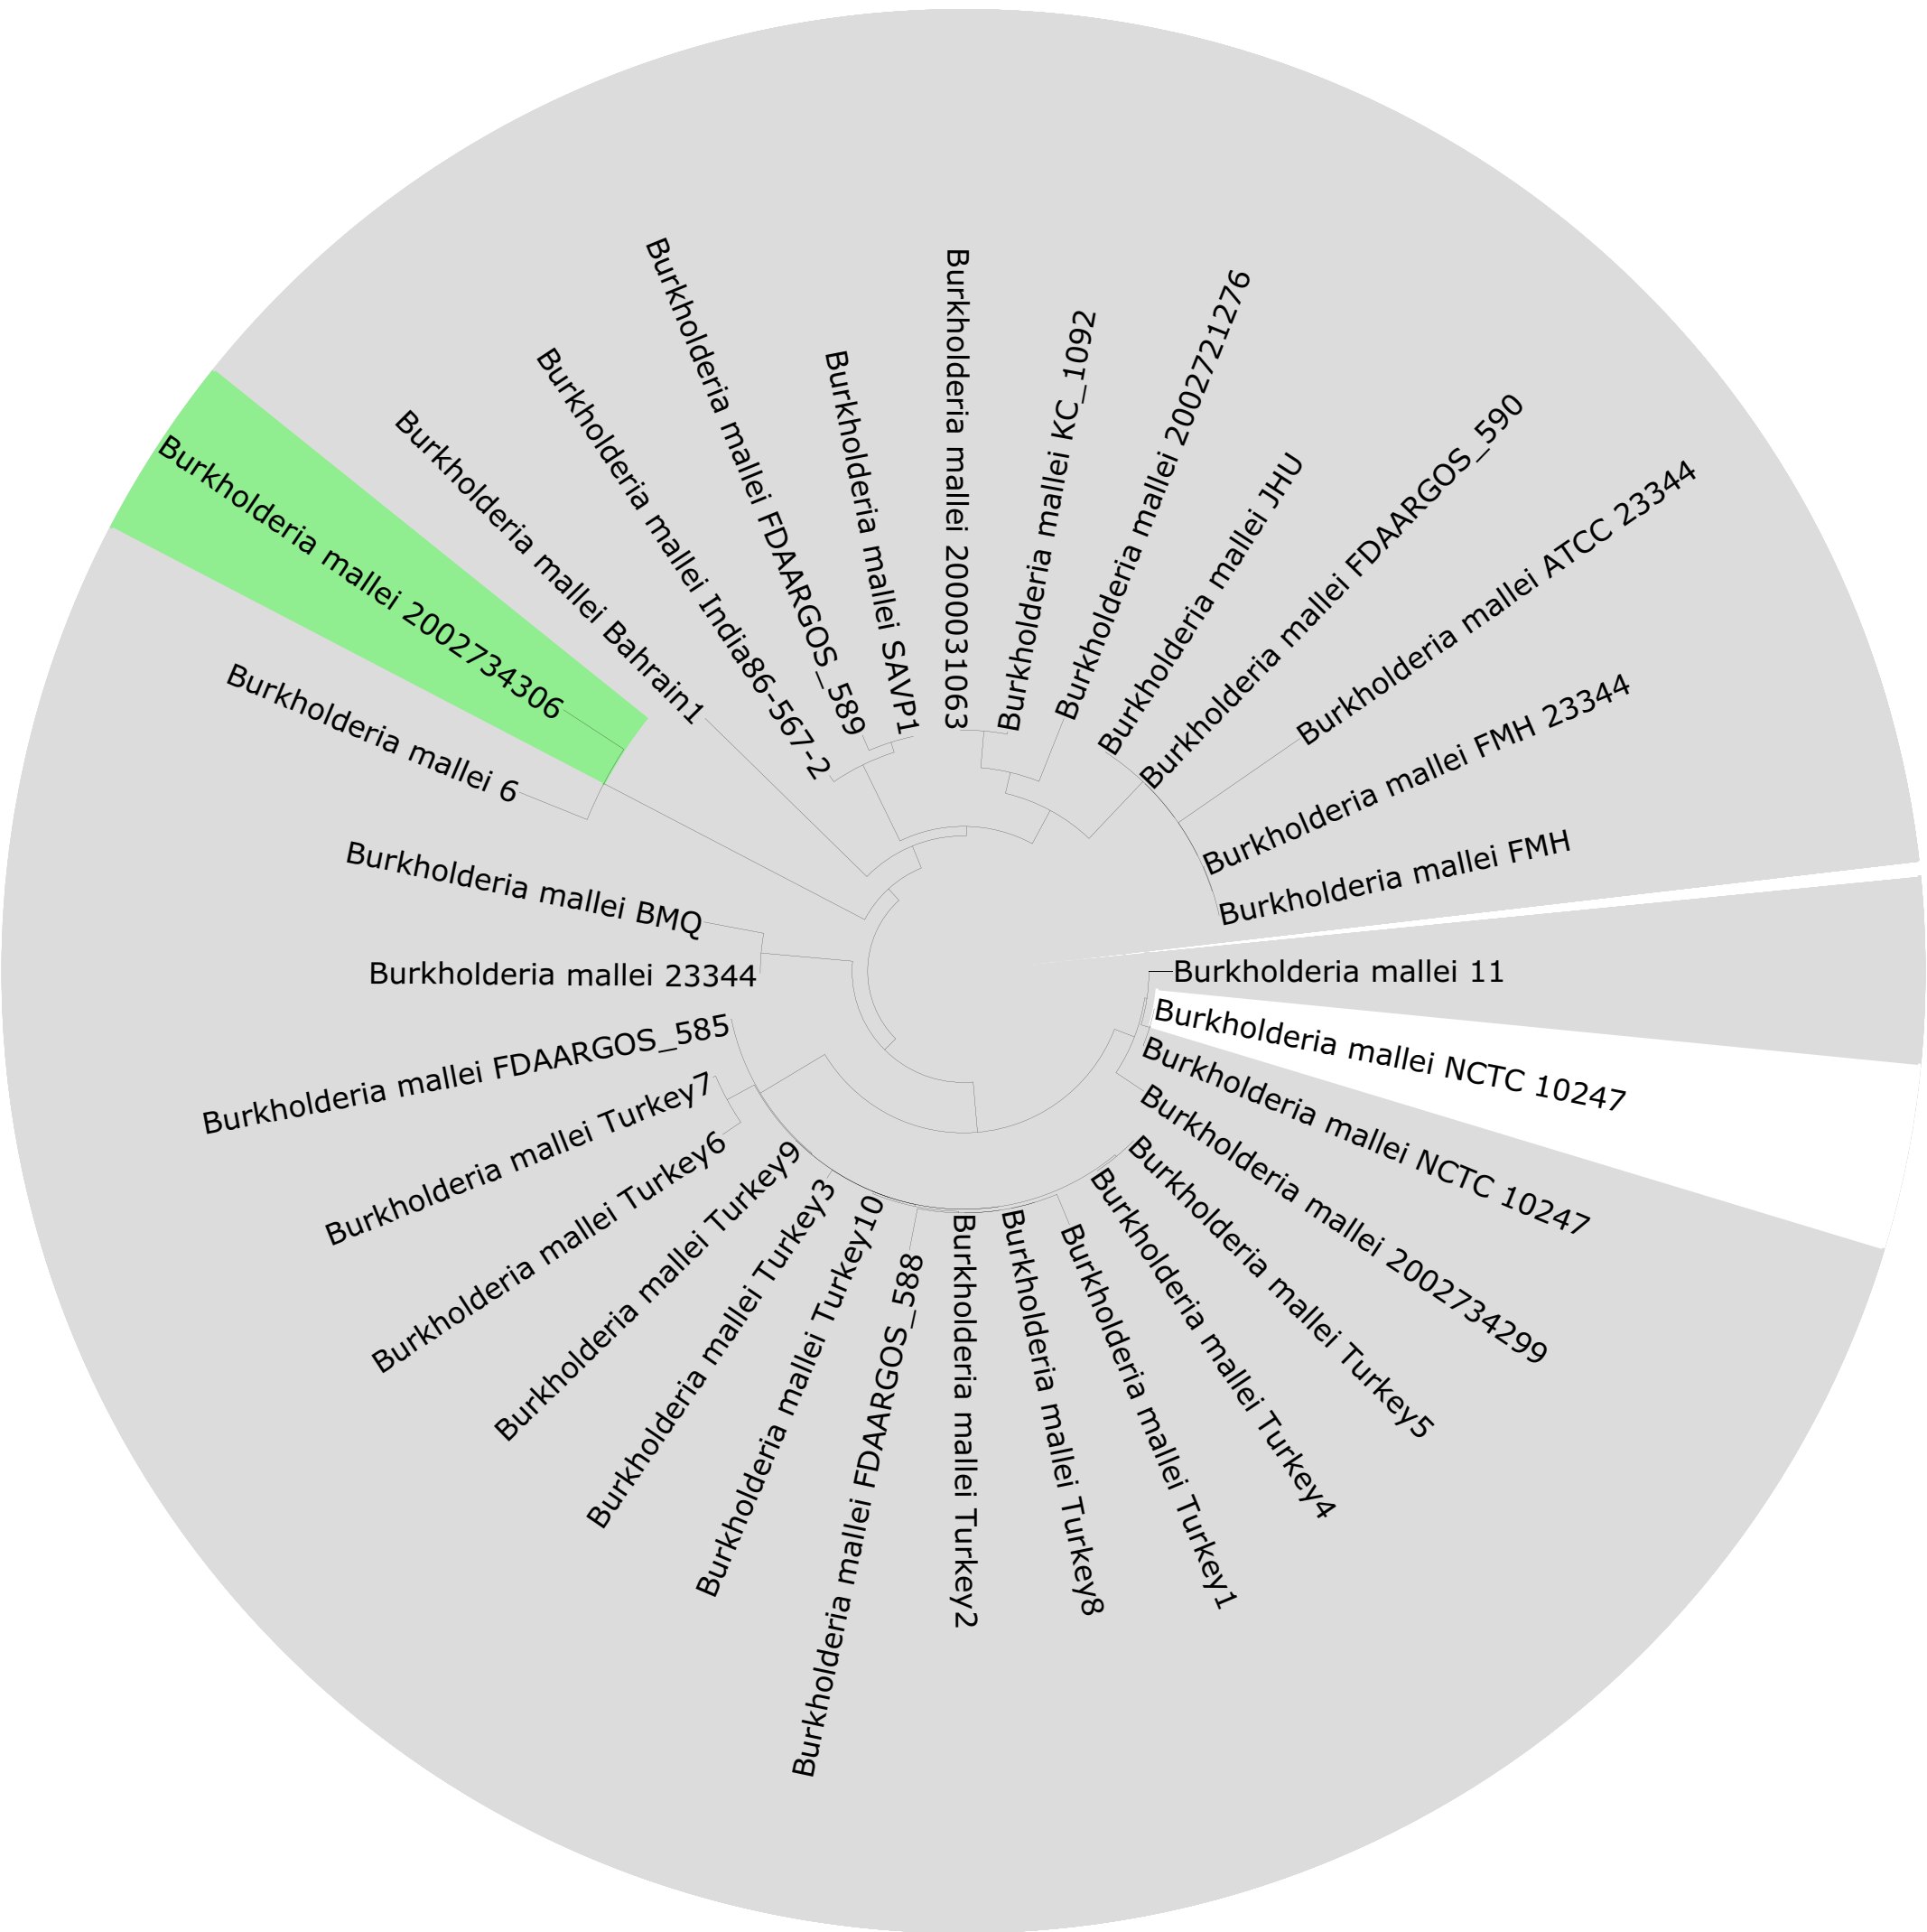 Burkholderia mallei 2000031063
Burkholderia mallei KC_1092
Burkholderia mallei 2002721276
Burkholderia mallei JHU
Burkholderia mallei FDAARGOS_590
Burkholderia mallei ATCC 23344
Burkholderia mallei FMH 23344
Burkholderia mallei FMH
Burkholderia mallei 11
Burkholderia mallei NCTC 10247
Burkholderia mallei NCTC 10247
Burkholderia mallei 2002734299
Burkholderia mallei Turkey5
Burkholderia mallei Turkey4
Burkholderia mallei Turkey1
Burkholderia mallei Turkey8
Burkholderia mallei Turkey2
Burkholderia mallei FDAARGOS_588
Burkholderia mallei Turkey10
Burkholderia mallei Turkey3
Burkholderia mallei Turkey9
Burkholderia mallei Turkey6
Burkholderia mallei Turkey7
Burkholderia mallei FDAARGOS_585
Burkholderia mallei 23344
Burkholderia mallei BMQ
Burkholderia mallei 6
Burkholderia mallei 2002734306
Burkholderia mallei Bahrain1
Burkholderia mallei India86-567-2
Burkholderia mallei FDAARGOS_589
Burkholderia mallei SAVP1